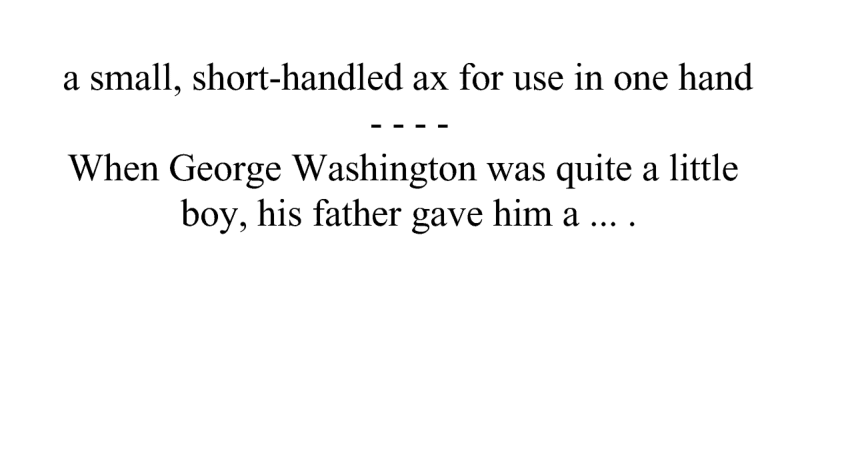 a small, short-handled ax for use in one hand
- - - -
When George Washington was quite a little
boy, his father gave him a ... .